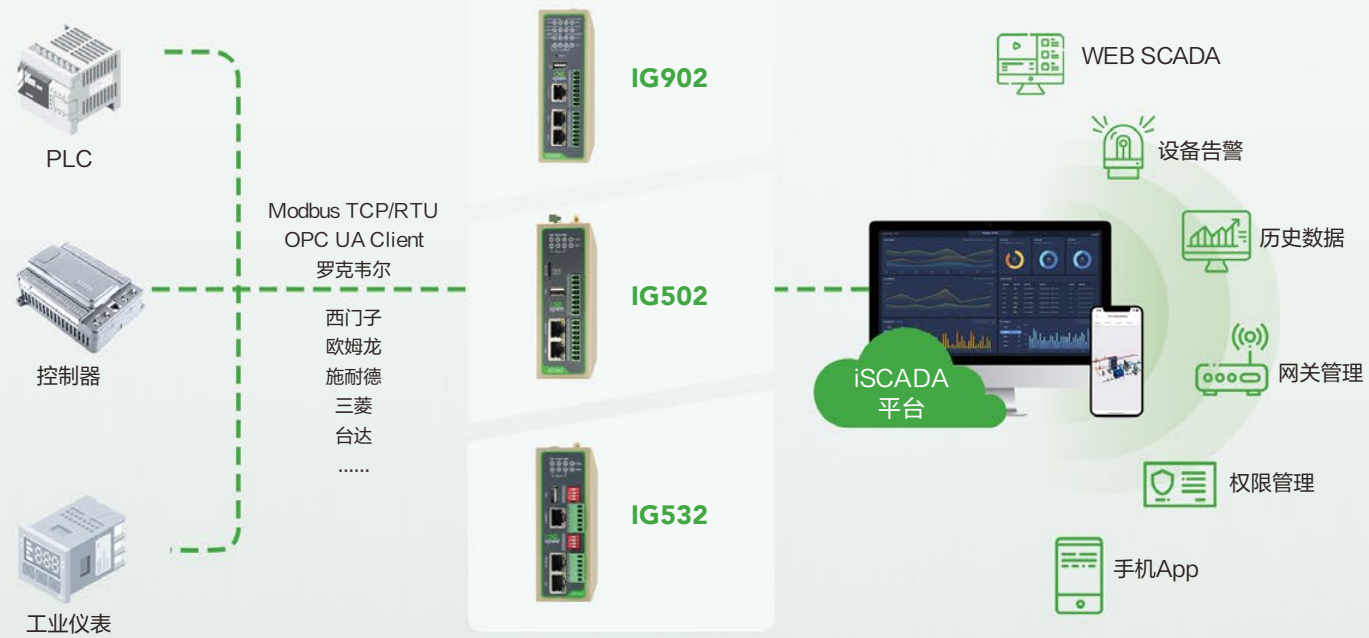 PLC
控制器
工业仪表
Modbus TCP/RTU
OPC UA Client
罗克韦尔
西门子
欧姆龙
施耐德
三菱
台达
......
IG902
IG502
IG532
iSCADA
平台
WEB SCADA
设备告警
历史数据
网关管理
权限管理
手机App